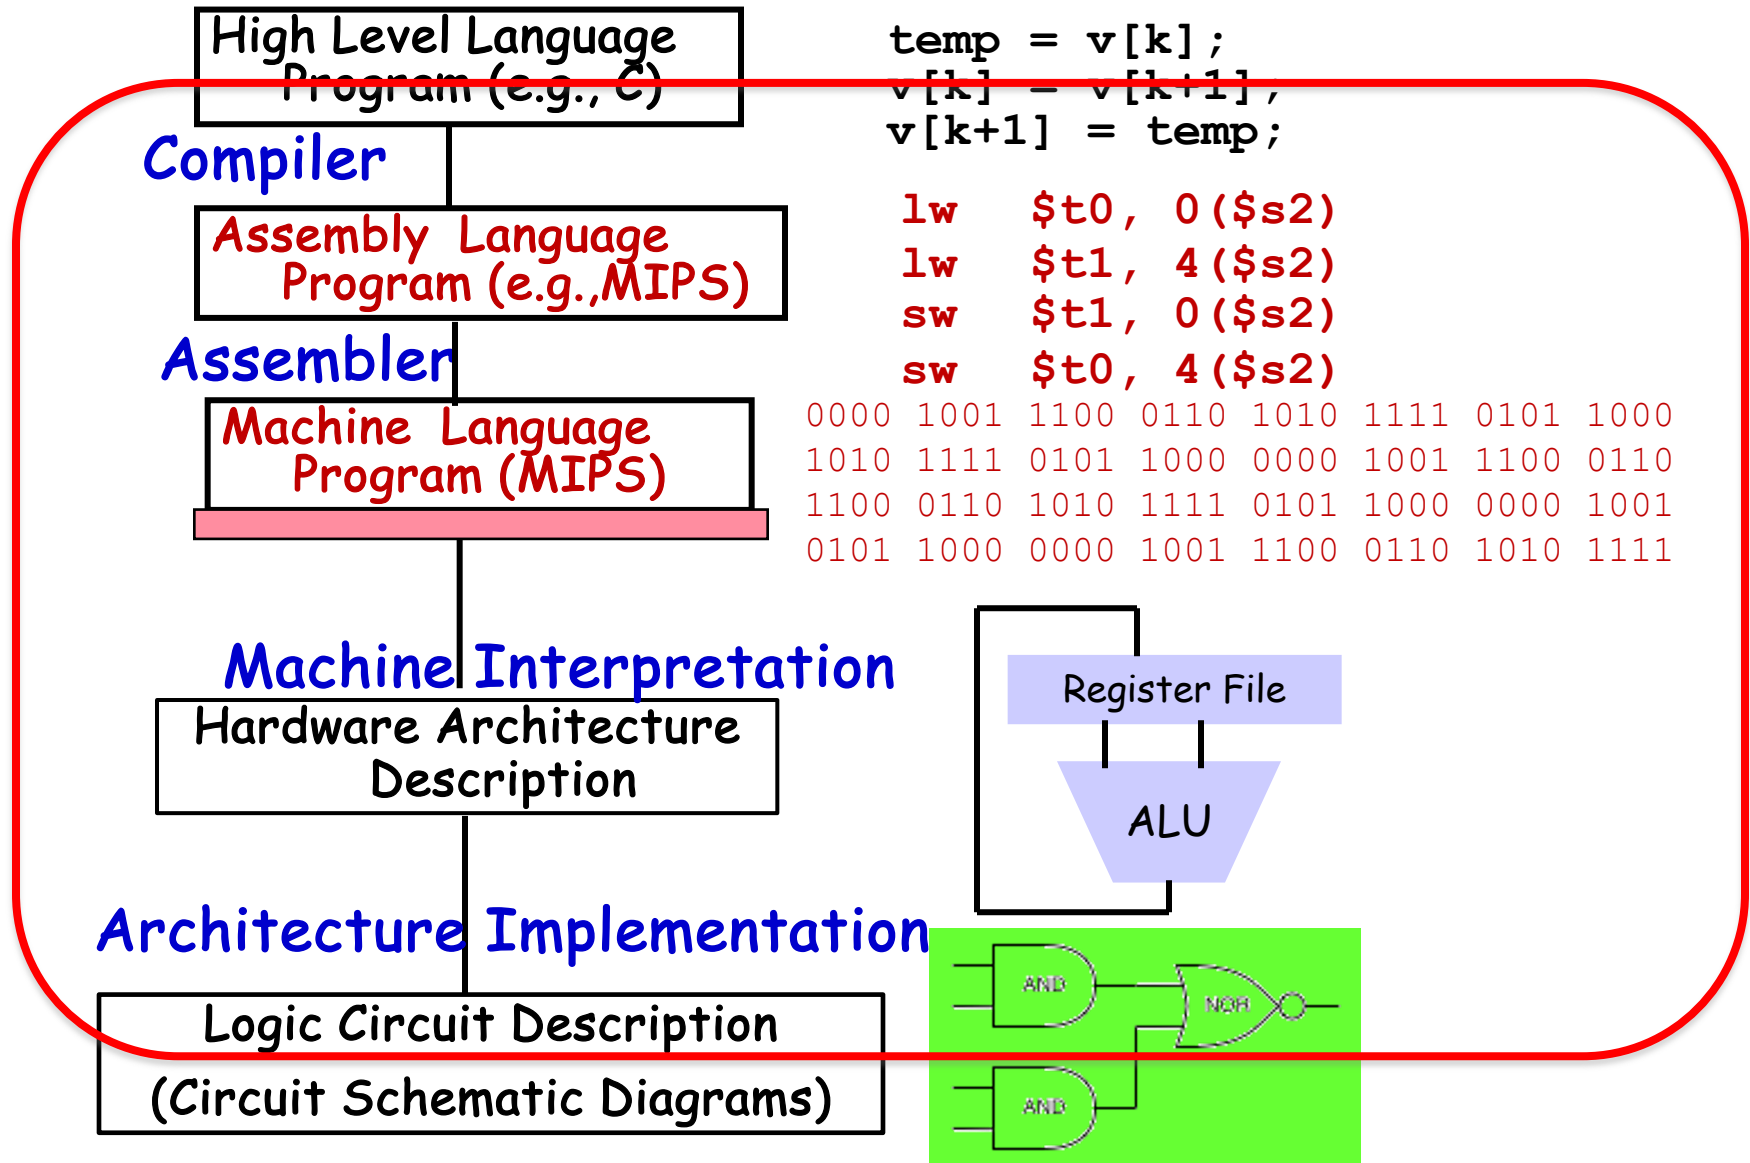 High Level Language
Program (e.g., C)
temp = v[k];
v[k] = v[k+1];
v[k+1] = temp;
Compiler
Assembly Language
Program (e.g.,MIPS)
lw $t0, 0($s2)
lw $t1, 4($s2)
sw $t1, 0($s2)
sw $t0, 4($s2)
Assembler
Machine Language
Program (MIPS)
0000 1001 1100 0110 1010 1111 0101 1000
1010 1111 0101 1000 0000 1001 1100 0110
1100 0110 1010 1111 0101 1000 0000 1001
0101 1000 0000 1001 1100 0110 1010 1111
Machine Interpretation
Hardware Architecture
Description
Register File
ALU
Architecture Implementation
Logic Circuit Description
(Circuit Schematic Diagrams)
AND
NOR
AND